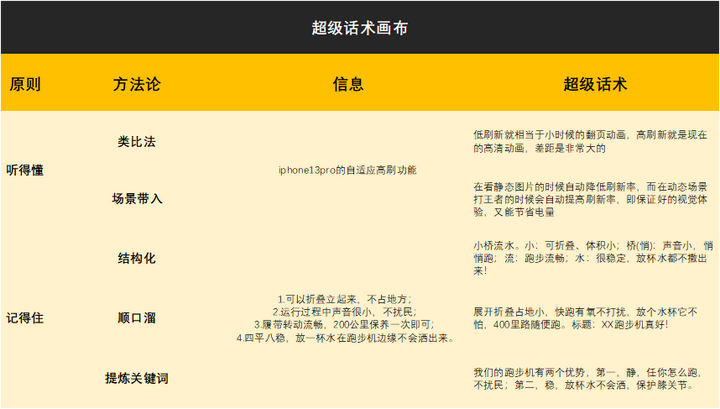 超级话术画布
原则 方法论 信息 超级话术
听得懂
类比法
iphone13pro的自适应高刷功能
低刷新就相当于小时候的翻页动画，高刷新就是现在
的高清动画，差距是非常大的
场景带入
在看静态图片的时候自动降低刷新率，而在动态场景
打王者的时候会自动提高刷新率，即保证好的视觉体
验，又能节省电量
记得住
结构化
1.可以折叠立起来，不占地方；
2.运行过程中声音很小，不扰民；
3.履带转动流畅，200公里保养一次即可；
4.四平八稳，放一杯水在跑步机边缘不会洒出来。
小桥流水。小：可折叠、体积小；桥(悄)：声音小，悄
悄跑；流：跑步流畅；水：很稳定，放杯水都不撒出
来！
顺口溜
展开折叠占地小，快跑有氧不打扰，放个水杯它不
怕，400里路随便跑。标题：XX跑步机真好！
提炼关键词
我们的跑步机有两个优势，第一，静，任你怎么跑，
不扰民；第二，稳，放杯水不会洒，保护膝关节。